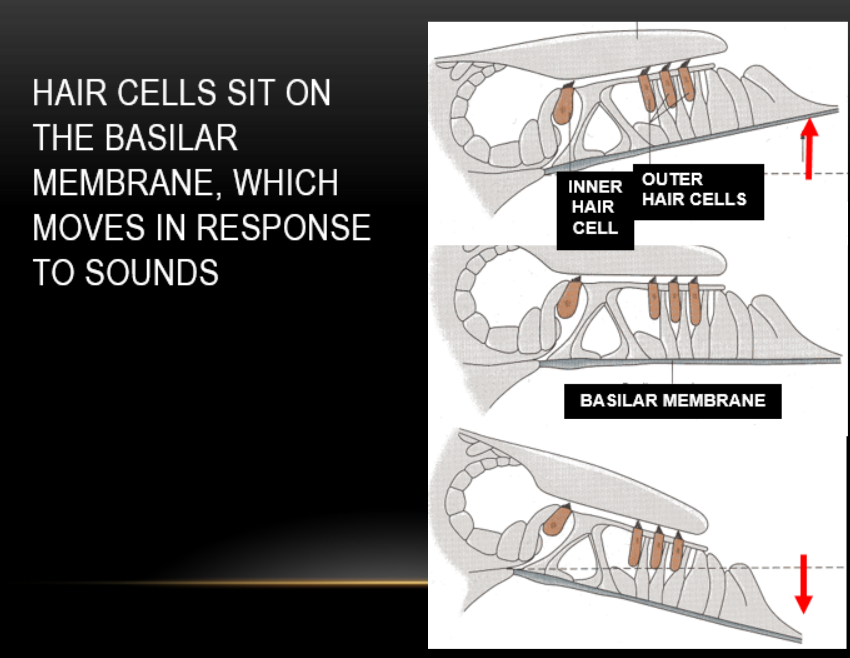 HAIR CELLS SIT ON
THE BASILAR
MEMBRANE, WHICH
MOVES IN RESPONSE
TO SOUNDS
INNER
HAIR
CELL
OUTER
HAIR CELLS
BASILAR MEMBRANE